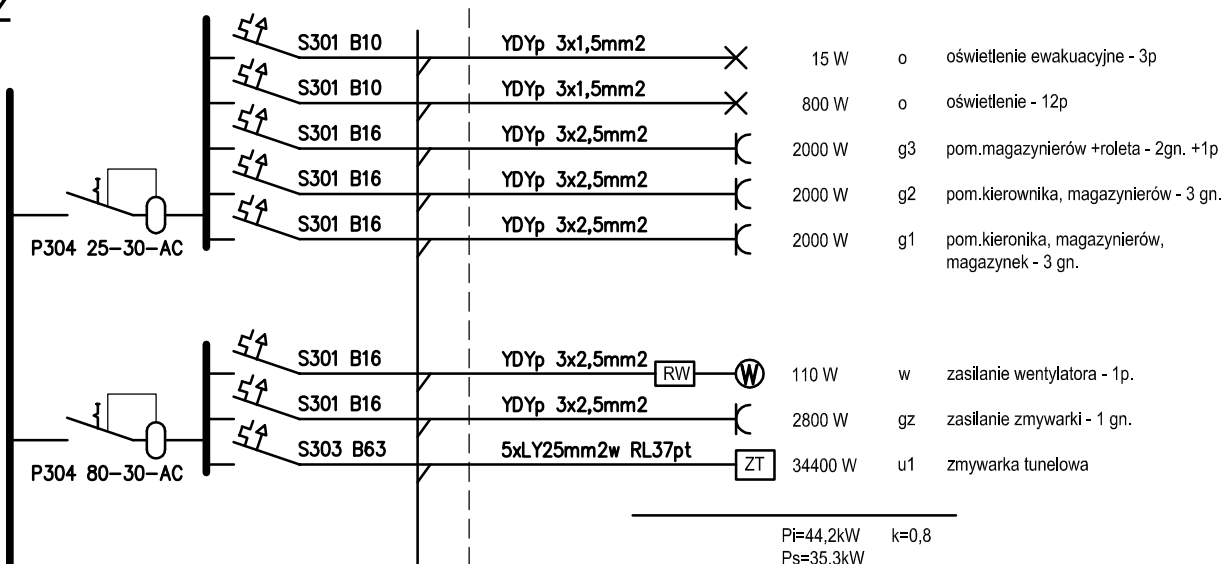 S301 B10 YDYp 3x1,5mm2 15 W o oświetlenie ewakuacyjne - 3p
S301 B10 YDYp 3x1,5mm2 800 W o oświetlenie - 12p
S301 B16 YDYp 3x2,5mm2 2000 W g3 pom.magazynierów +roleta - 2gn. +1p
S301 B16 YDYp 3x2,5mm2 2000 W g2 pom.kierownika, magazynierów - 3 gn.
S301 B16 YDYp 3x2,5mm2 2000 W g1 pom.kieronika, magazynierów,
magazynek - 3 gn.
P304 25-30-AC
S301 B16 YDYp 3x2,5mm2 RW W 110 W w zasilanie wentylatora - 1p.
S301 B16 YDYp 3x2,5mm2 2800 W gz zasilanie zmywarki - 1 gn.
S303 B63 5xLY25mm2w RL37pt ZT 34400 W u1 zmywarka tunelowa
P304 80-30-AC
Pi=44,2kW k=0,8
Ps=35,3kW